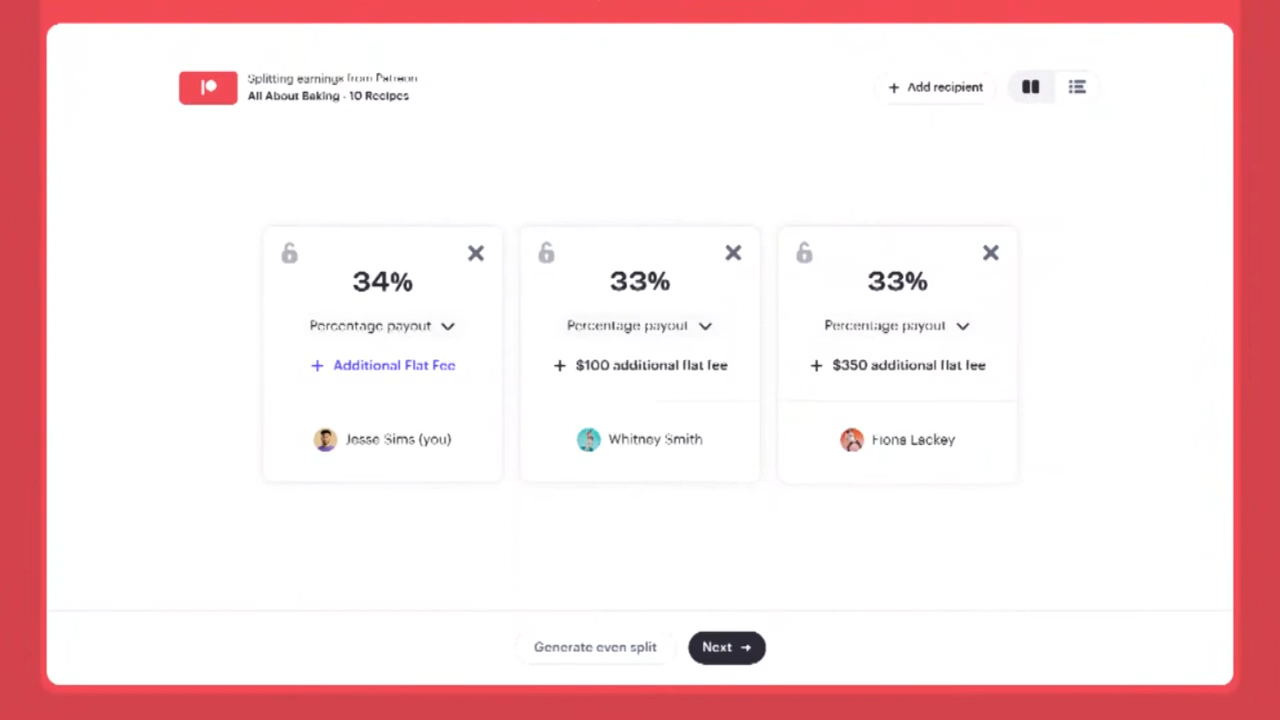 Splitting earnings from Patreon
All About Baking - 10 Recipes
+ Add recipient
34%
Percentage payout
+ Additional Flat Fee
Jesse Sims (you)
33%
Percentage payout
+ $100 additional flat fee
Whitney Smith
33%
Percentage payout
+ $350 additional flat fee
Fiona Lackey
Generate even split
Next →